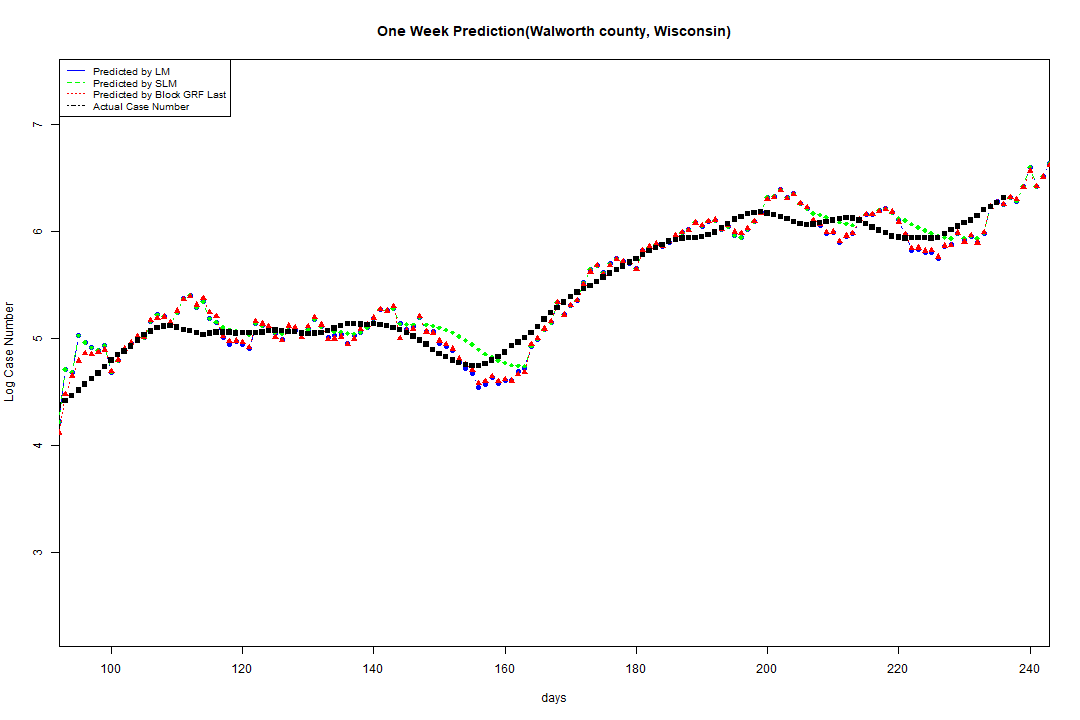 One Week Prediction(Walworth county, Wisconsin)
Predicted by LM
Predicted by SLM
Predicted by Block GRF Last
Actual Case Number
7
6
5
4
3
Log Case Number
100 120 140 160 180 200 220 240
days